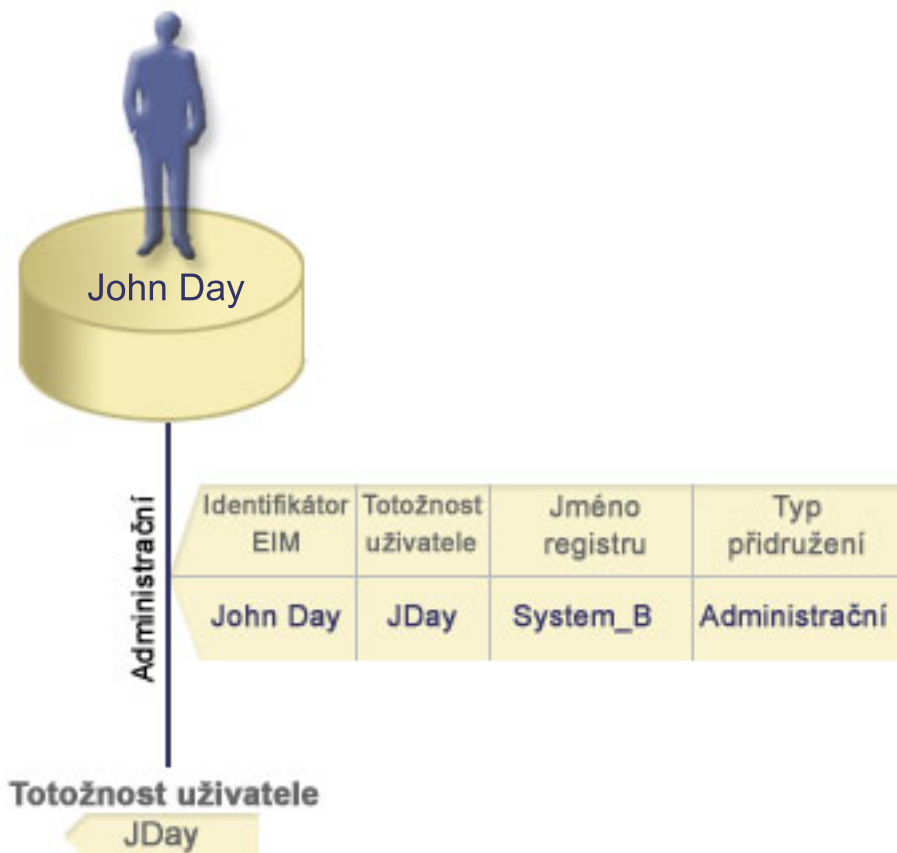 John Day
Administrační
Identifikátor EIM
Totožnost uživatele
Jméno registru
Typ přidružení
John Day
JDay
System_B
Administrační
Totožnost uživatele
JDay